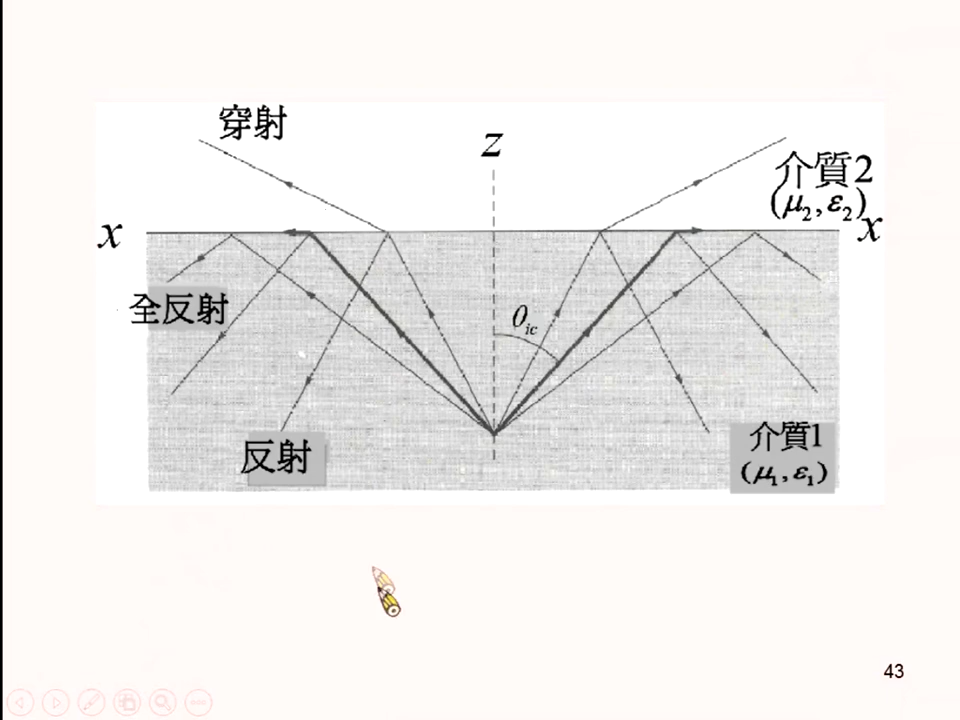 穿射
z
介質2
(μ₂, ε₂)
x
x
全反射
θic
反射
介質1
(μ₁, ε₁)
43